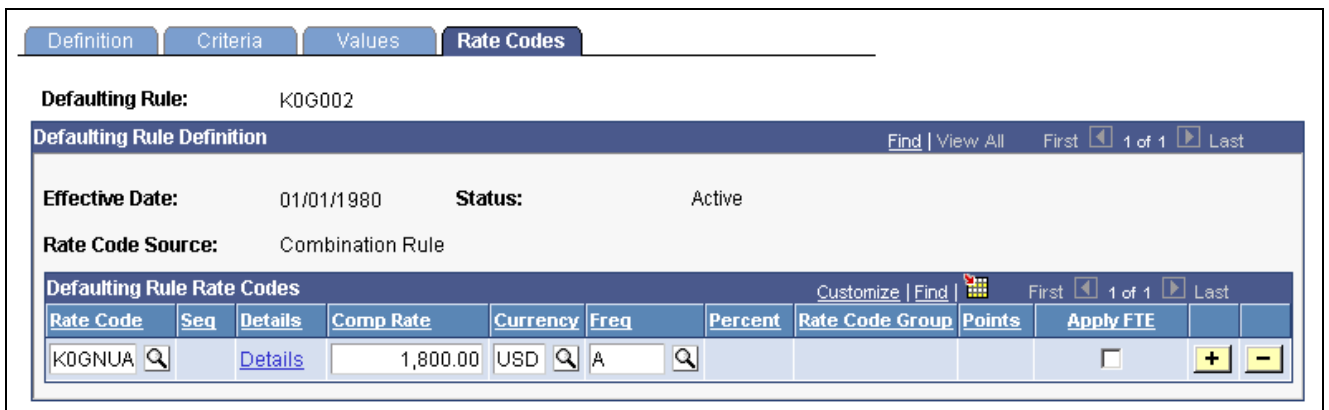 Definition Criteria Values Rate Codes
Defaulting Rule: K0G002
Defaulting Rule Definition Find | View All First 1 of 1 Last
Effective Date: 01/01/1980 Status: Active
Rate Code Source: Combination Rule
Defaulting Rule Rate Codes Customize | Find | First 1 of 1 Last
Rate Code Seq Details Comp Rate Currency Freq Percent Rate Code Group Points Apply FTE
K0GNUA Details 1,800.00 USD A + -